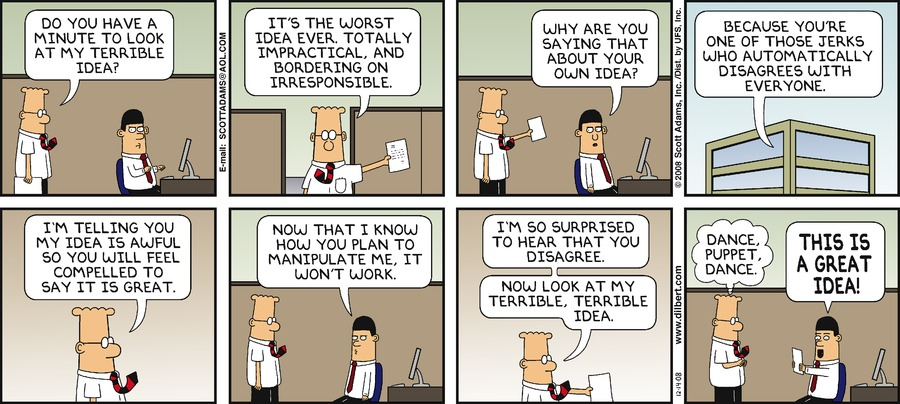 DO YOU HAVE A
MINUTE TO LOOK
AT MY TERRIBLE
IDEA?
E-mail: SCOTTADAMS@AOL.COM
IT'S THE WORST
IDEA EVER. TOTALLY
IMPRACTICAL, AND
BORDERING ON
IRRESPONSIBLE.
WHY ARE YOU
SAYING THAT
ABOUT YOUR
OWN IDEA?
© 2008 Scott Adams, Inc./Dist. by UFS, Inc.
BECAUSE YOU'RE
ONE OF THOSE JERKS
WHO AUTOMATICALLY
DISAGREES WITH
EVERYONE.
I'M TELLING YOU
MY IDEA IS AWFUL
SO YOU WILL FEEL
COMPELLED TO
SAY IT IS GREAT.
NOW THAT I KNOW
HOW YOU PLAN TO
MANIPULATE ME, IT
WON'T WORK.
I'M SO SURPRISED
TO HEAR THAT YOU
DISAGREE.
NOW LOOK AT MY
TERRIBLE, TERRIBLE
IDEA.
12-14-08
www.dilbert.com
DANCE,
PUPPET,
DANCE.
THIS IS
A GREAT
IDEA!